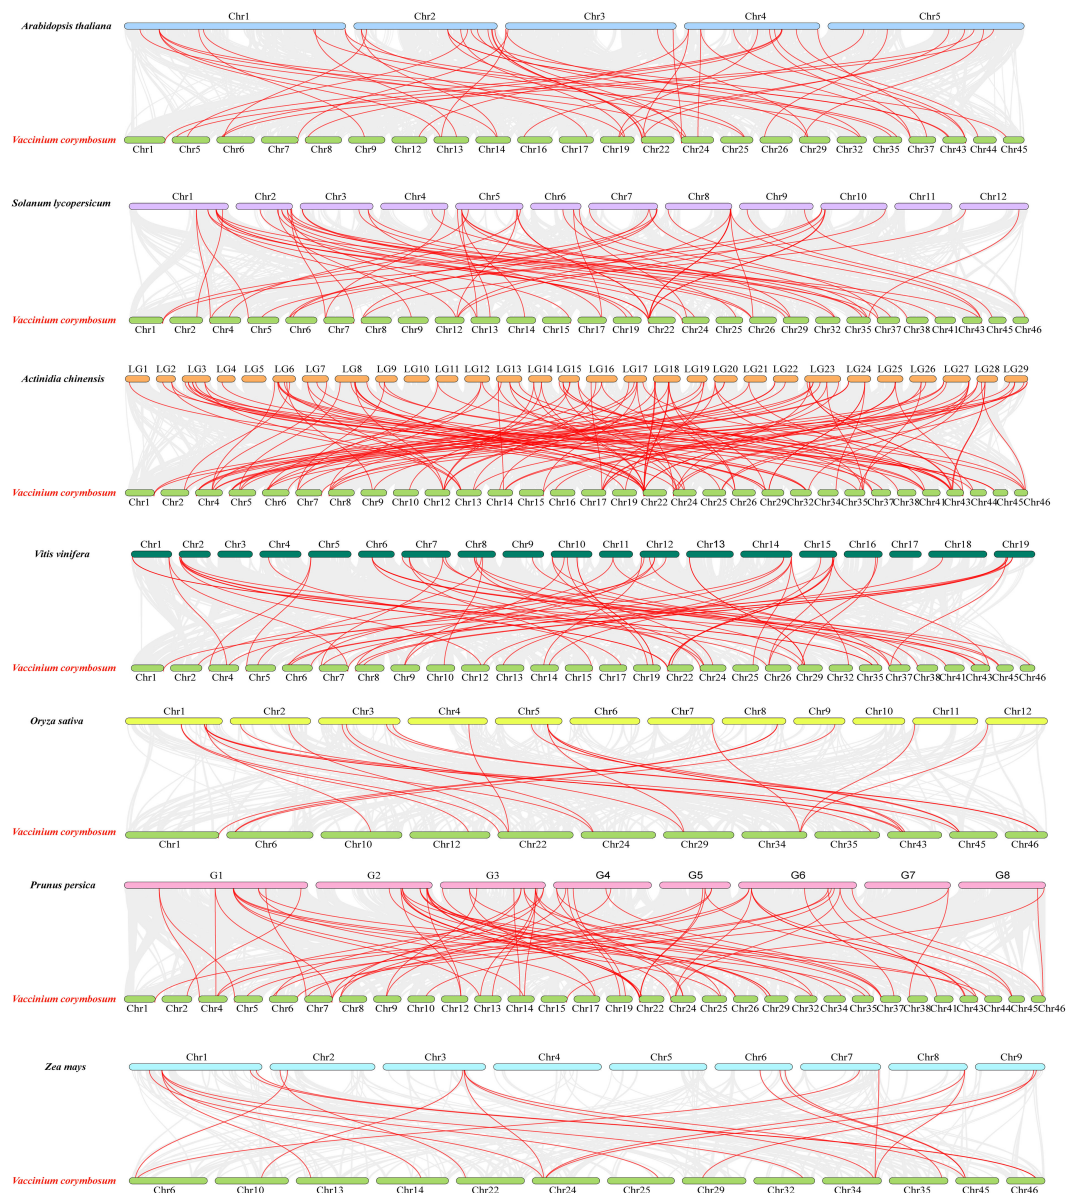 Chr1 Chr2 Chr3 Chr4 Chr5
Arabidopsis thaliana
Vaccinium corymbosum
Chr1 Chr5 Chr6 Chr7 Chr8 Chr9 Chr12 Chr13 Chr14 Chr16 Chr17 Chr19 Chr22 Chr24 Chr25 Chr26 Chr29 Chr32 Chr35 Chr37 Chr43 Chr44 Chr45
Chr1 Chr2 Chr3 Chr4 Chr5 Chr6 Chr7 Chr8 Chr9 Chr10 Chr11 Chr12
Solanum lycopersicum
Vaccinium corymbosum
Chr1 Chr2 Chr4 Chr5 Chr6 Chr7 Chr8 Chr9 Chr12 Chr13 Chr14 Chr15 Chr17 Chr19 Chr22 Chr24 Chr25 Chr26 Chr29 Chr32 Chr35 Chr37 Chr38 Chr41 Chr43 Chr45 Chr46
LG1 LG2 LG3 LG4 LG5 LG6 LG7 LG8 LG9 LG10 LG11 LG12 LG13 LG14 LG15 LG16 LG17 LG18 LG19 LG20 LG21 LG22 LG23 LG24 LG25 LG26 LG27 LG28 LG29
Actinidia chinensis
Vaccinium corymbosum
Chr1 Chr2 Chr4 Chr5 Chr6 Chr7 Chr8 Chr9 Chr10 Chr12 Chr13 Chr14 Chr15 Chr16 Chr17 Chr19 Chr22 Chr24 Chr25 Chr26 Chr29 Chr32 Chr34 Chr35 Chr37 Chr38 Chr41 Chr43 Chr44 Chr45 Chr46
Chr1 Chr2 Chr3 Chr4 Chr5 Chr6 Chr7 Chr8 Chr9 Chr10 Chr11 Chr12 Chr13 Chr14 Chr15 Chr16 Chr17 Chr18 Chr19
Vitis vinifera
Vaccinium corymbosum
Chr1 Chr2 Chr4 Chr5 Chr6 Chr7 Chr8 Chr9 Chr10 Chr12 Chr13 Chr14 Chr15 Chr17 Chr19 Chr22 Chr24 Chr25 Chr26 Chr29 Chr32 Chr35 Chr37 Chr38 Chr41 Chr43 Chr45 Chr46
Chr1 Chr2 Chr3 Chr4 Chr5 Chr6 Chr7 Chr8 Chr9 Chr10 Chr11 Chr12
Oryza sativa
Vaccinium corymbosum
Chr1 Chr6 Chr10 Chr12 Chr22 Chr24 Chr29 Chr34 Chr35 Chr43 Chr45 Chr46
G1 G2 G3 G4 G5 G6 G7 G8
Prunus persica
Vaccinium corymbosum
Chr1 Chr2 Chr4 Chr5 Chr6 Chr7 Chr8 Chr9 Chr10 Chr12 Chr13 Chr14 Chr15 Chr17 Chr19 Chr22 Chr24 Chr25 Chr26 Chr29 Chr32 Chr34 Chr35 Chr37 Chr38 Chr41 Chr43 Chr44 Chr45 Chr46
Chr1 Chr2 Chr3 Chr4 Chr5 Chr6 Chr7 Chr8 Chr9
Zea mays
Vaccinium corymbosum
Chr6 Chr10 Chr13 Chr14 Chr22 Chr24 Chr25 Chr29 Chr32 Chr34 Chr35 Chr45 Chr46